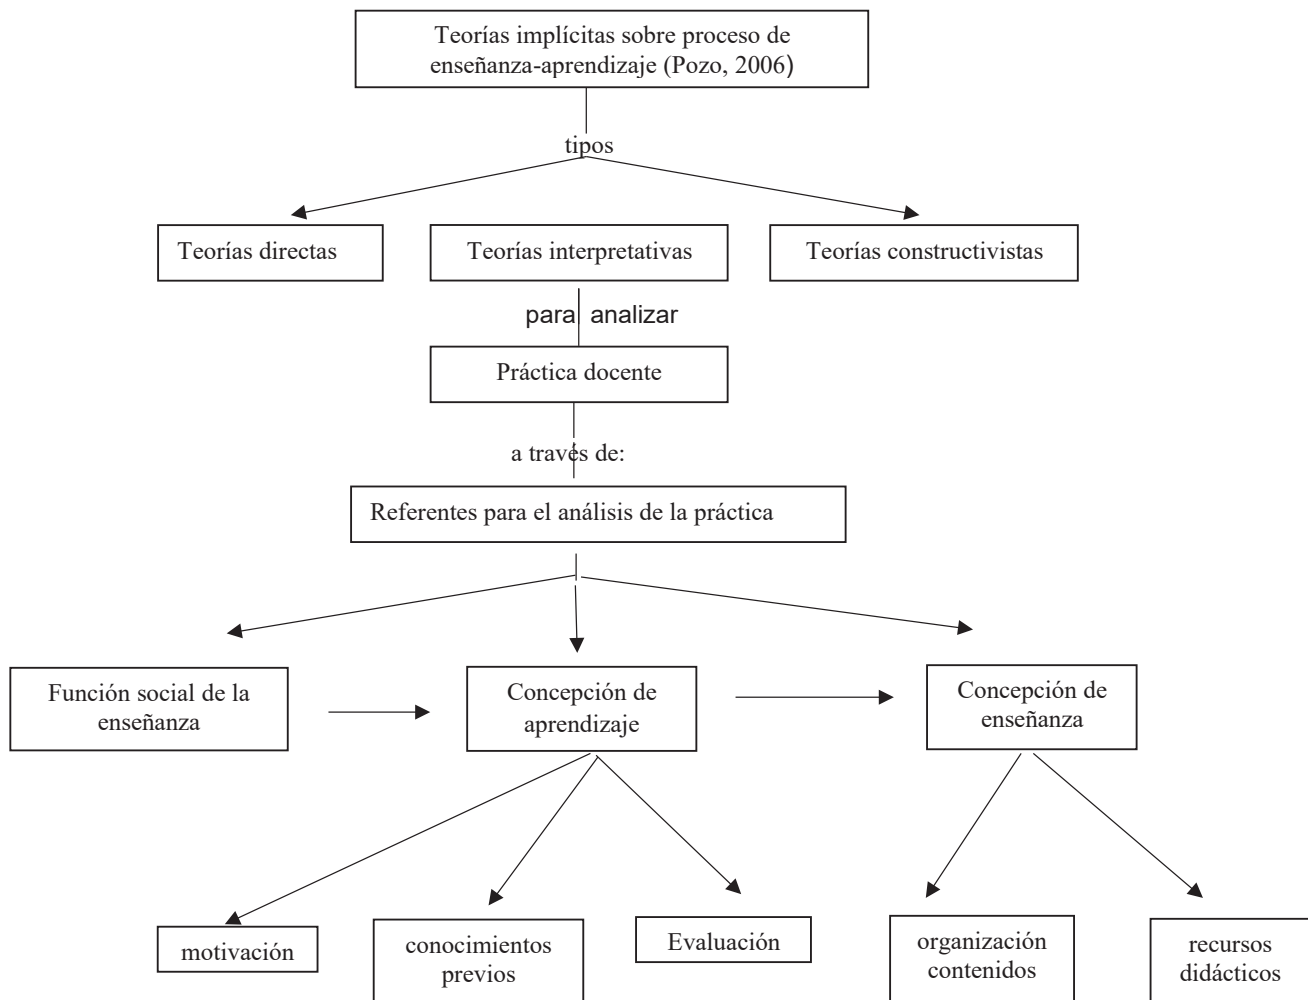 Teorías implícitas sobre proceso de
enseñanza-aprendizaje (Pozo, 2006)
tipos
Teorías directas
Teorías interpretativas
Teorías constructivistas
para analizar
Práctica docente
a través de:
Referentes para el análisis de la práctica
Función social de la
enseñanza
Concepción de
aprendizaje
Concepción de
enseñanza
motivación
conocimientos
previos
Evaluación
organización
contenidos
recursos
didácticos